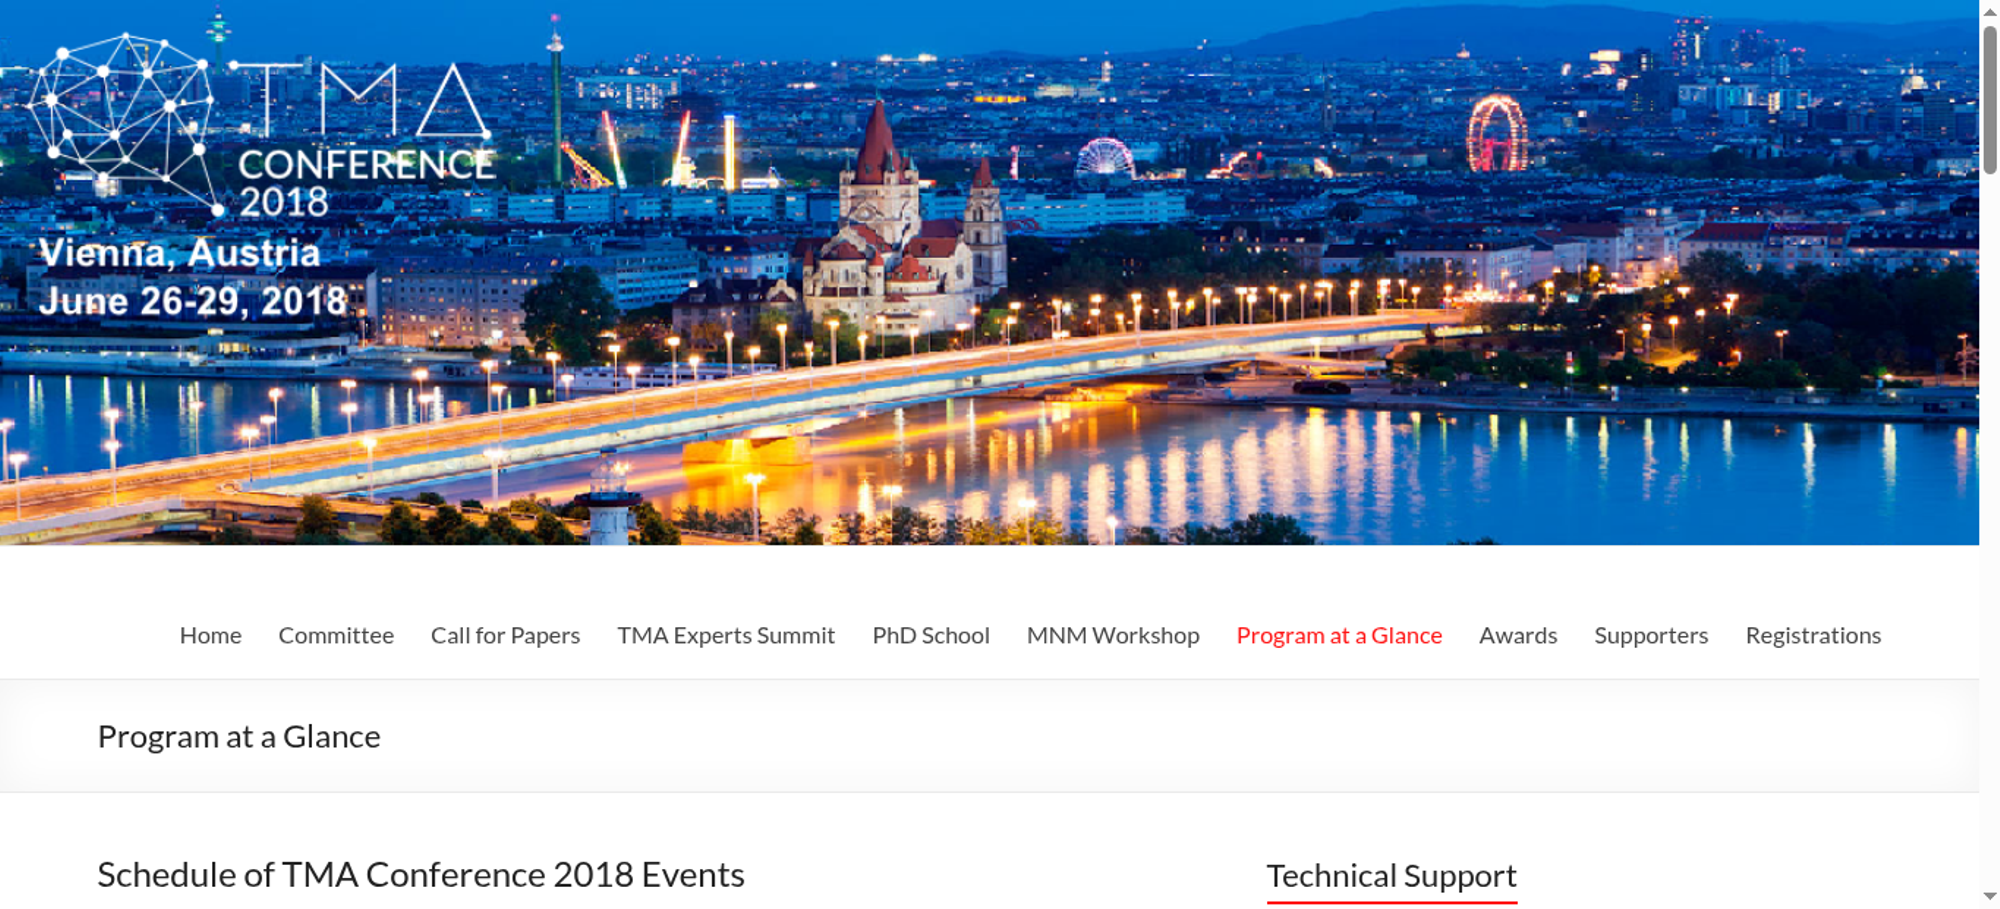 TMA
CONFERENCE
2018
Vienna, Austria
June 26-29, 2018
Home Committee Call for Papers TMA Experts Summit PhD School MNM Workshop Program at a Glance Awards Supporters Registrations
Program at a Glance
Schedule of TMA Conference 2018 Events
Technical Support